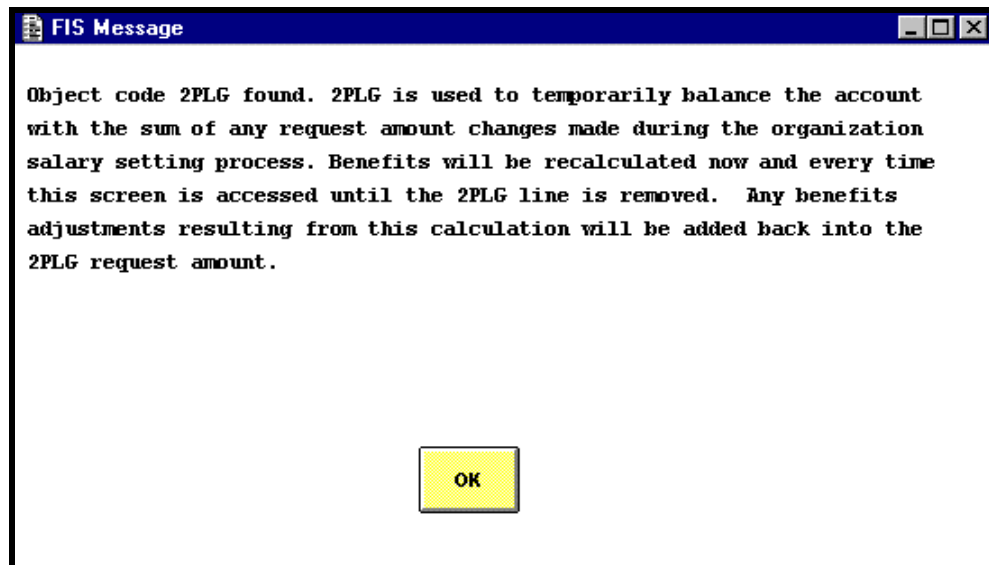 FIS Message
Object code 2PLG found. 2PLG is used to temporarily balance the account
with the sum of any request amount changes made during the organization
salary setting process. Benefits will be recalculated now and every time
this screen is accessed until the 2PLG line is removed.  Any benefits
adjustments resulting from this calculation will be added back into the
2PLG request amount.
OK